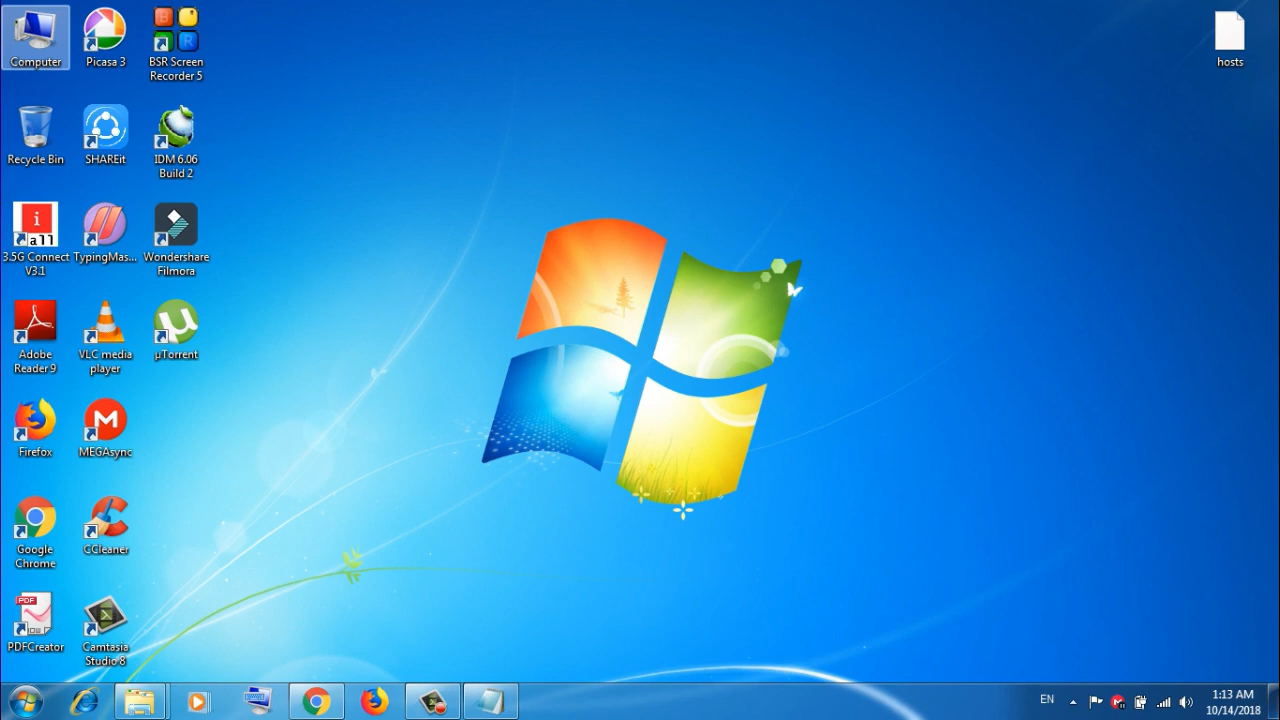 Computer
Picasa 3
BSR Screen
Recorder 5
hosts
Recycle Bin
SHAREit
IDM 6.06
Build 2
i
all
3.5G Connect
V3.1
TypingMas...
Wondershare
Filmora
Adobe
Reader 9
VLC media
player
µTorrent
Firefox
MEGAsync
Google
Chrome
CCleaner
PDF
PDFCreator
Camtasia
Studio 8
EN
1:13 AM
10/14/2018